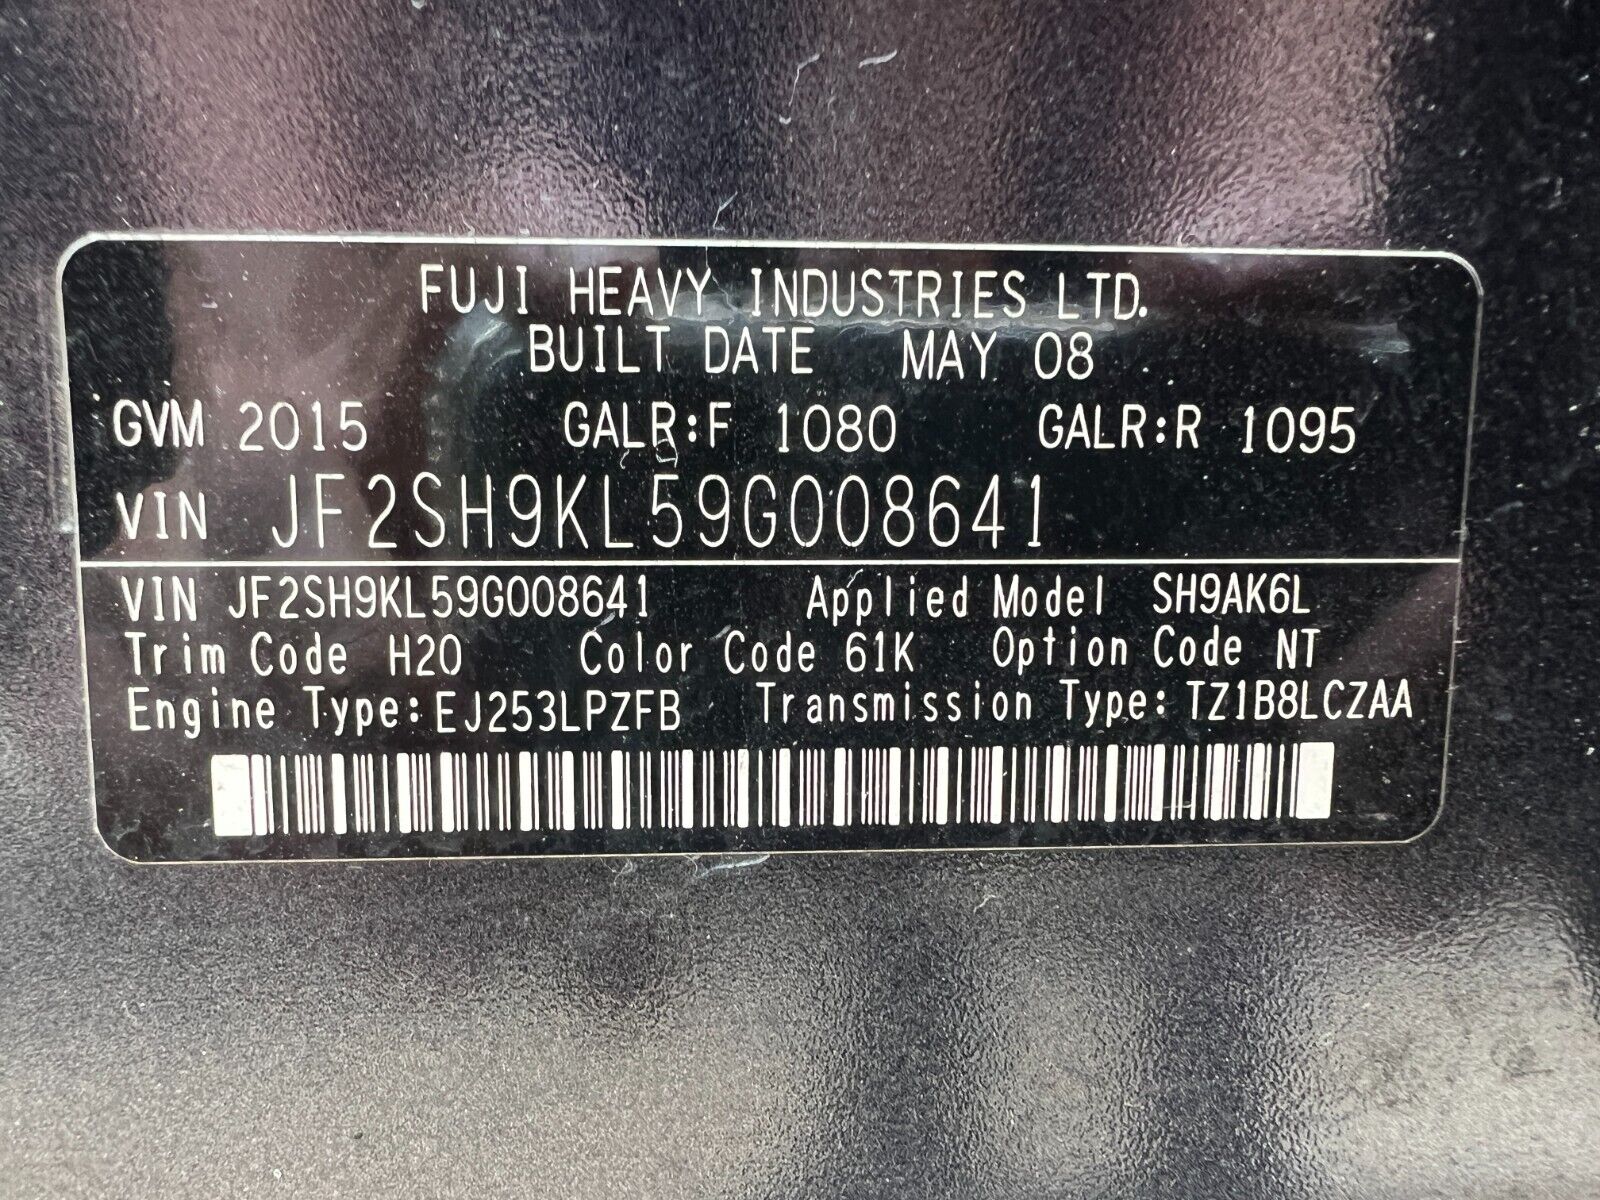 FUJI HEAVY INDUSTRIES LTD.
BUILT DATE MAY 08
GVM 2015 GALR:F 1080 GALR:R 1095
VIN JF2SH9KL59G008641
VIN JF2SH9KL59G008641 Applied Model SH9AK6L
Trim Code H20 Color Code 61K Option Code NT
Engine Type:EJ253LPZFB Transmission Type:TZ1B8LCZAA